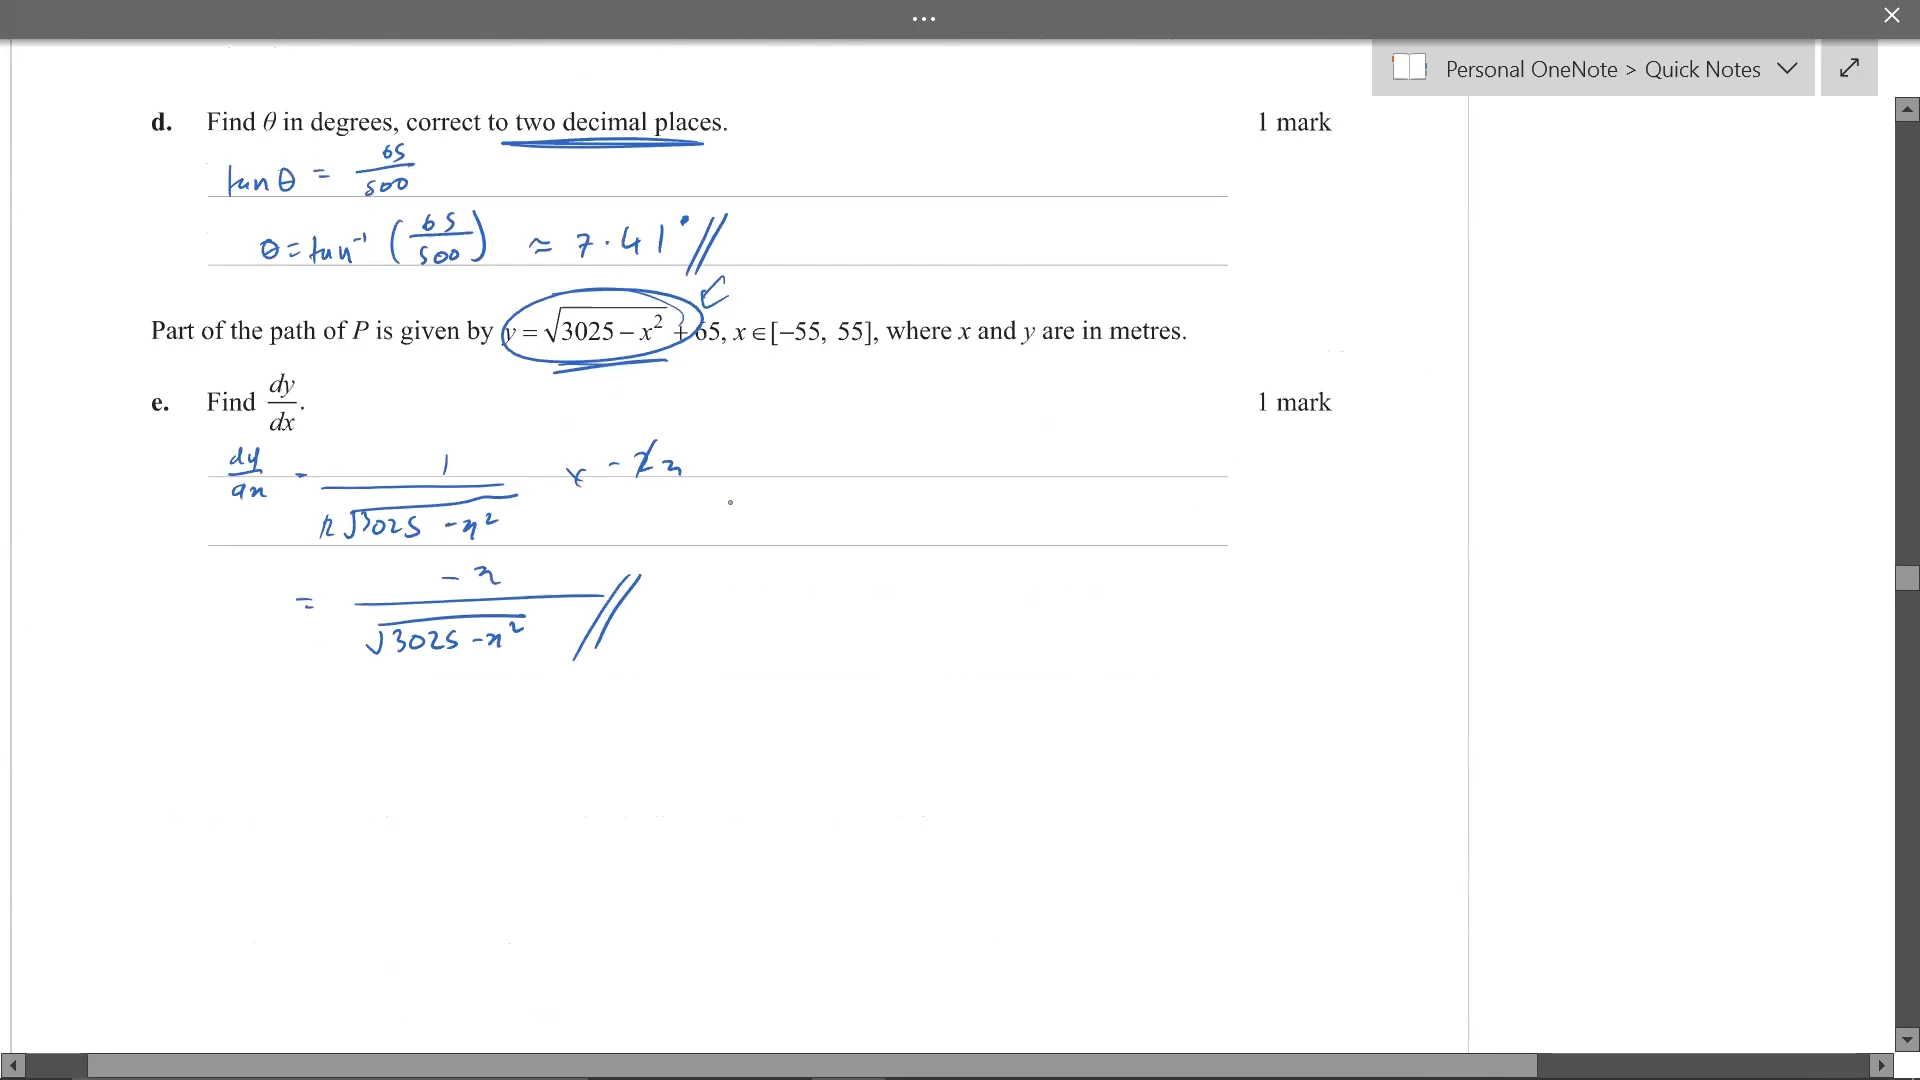 ...
Personal OneNote > Quick Notes
d. Find θ in degrees, correct to two decimal places. 1 mark
tan θ = 65/500
θ = tan⁻¹ (65/500) ≈ 7.41°
Part of the path of P is given by y = √(3025 − x²) + 65, x ∈ [−55, 55], where x and y are in metres.
e. Find dy/dx. 1 mark
dy/dx = 1/(2√(3025 − x²)) × −2x
= −x/√(3025 − x²)